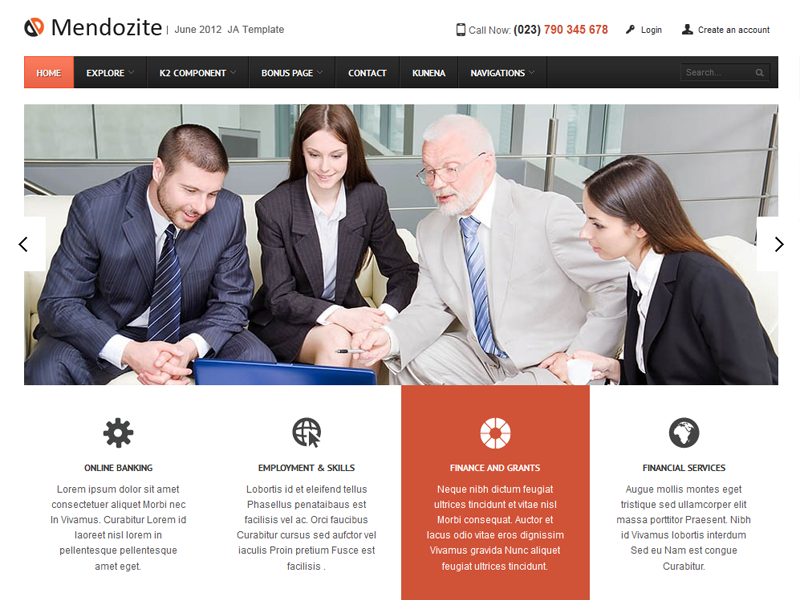 Mendozite | June 2012 JA Template
Call Now: (023) 790 345 678
Login
Create an account
HOME
EXPLORE
K2 COMPONENT
BONUS PAGE
CONTACT
KUNENA
NAVIGATIONS
Search...
ONLINE BANKING
Lorem ipsum dolor sit amet
consectetuer aliquet Morbi nec
In Vivamus. Curabitur Lorem id
laoreet nisl lorem in
pellentesque pellentesque
amet eget.
EMPLOYMENT & SKILLS
Lobortis id et eleifend tellus
Phasellus penataibaus est
facilisis vel ac. Orci faucibus
Curabitur cursus sed aufctor vel
iaculis Proin pretium Fusce est
facilisis .
FINANCE AND GRANTS
Neque nibh dictum feugiat
ultrices tincidunt et vitae nisl
Morbi consequat. Auctor et
lacus odio vitae eros dignissim
Vivamus gravida Nunc aliquet
feugiat ultrices tincidunt.
FINANCIAL SERVICES
Augue mollis montes eget
tristique sed ullamcorper elit
massa porttitor Praesent. Nibh
id Vivamus lobortis interdum
Sed eu Nam est congue
Curabitur.